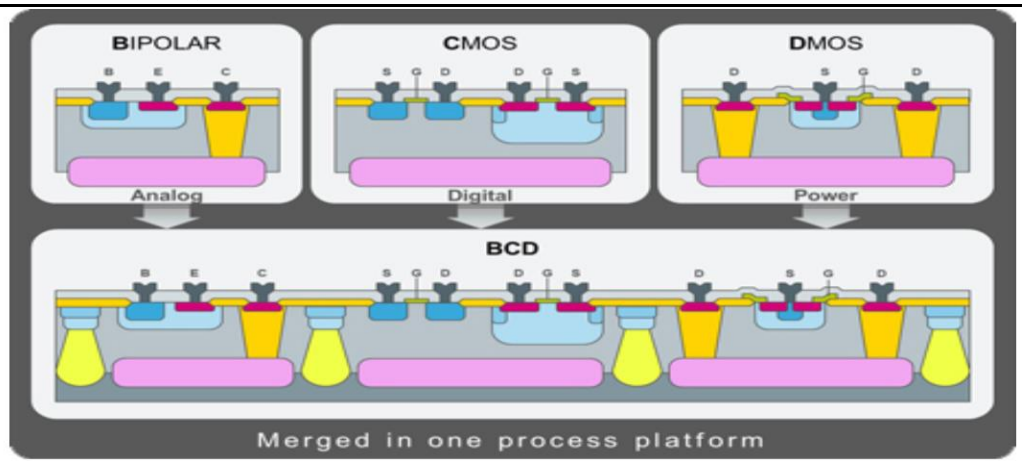 BIPOLAR CMOS DMOS
B E C S G D D G S D S G D
Analog Digital Power
BCD
B E C S G D D G S D S G D
Merged in one process platform